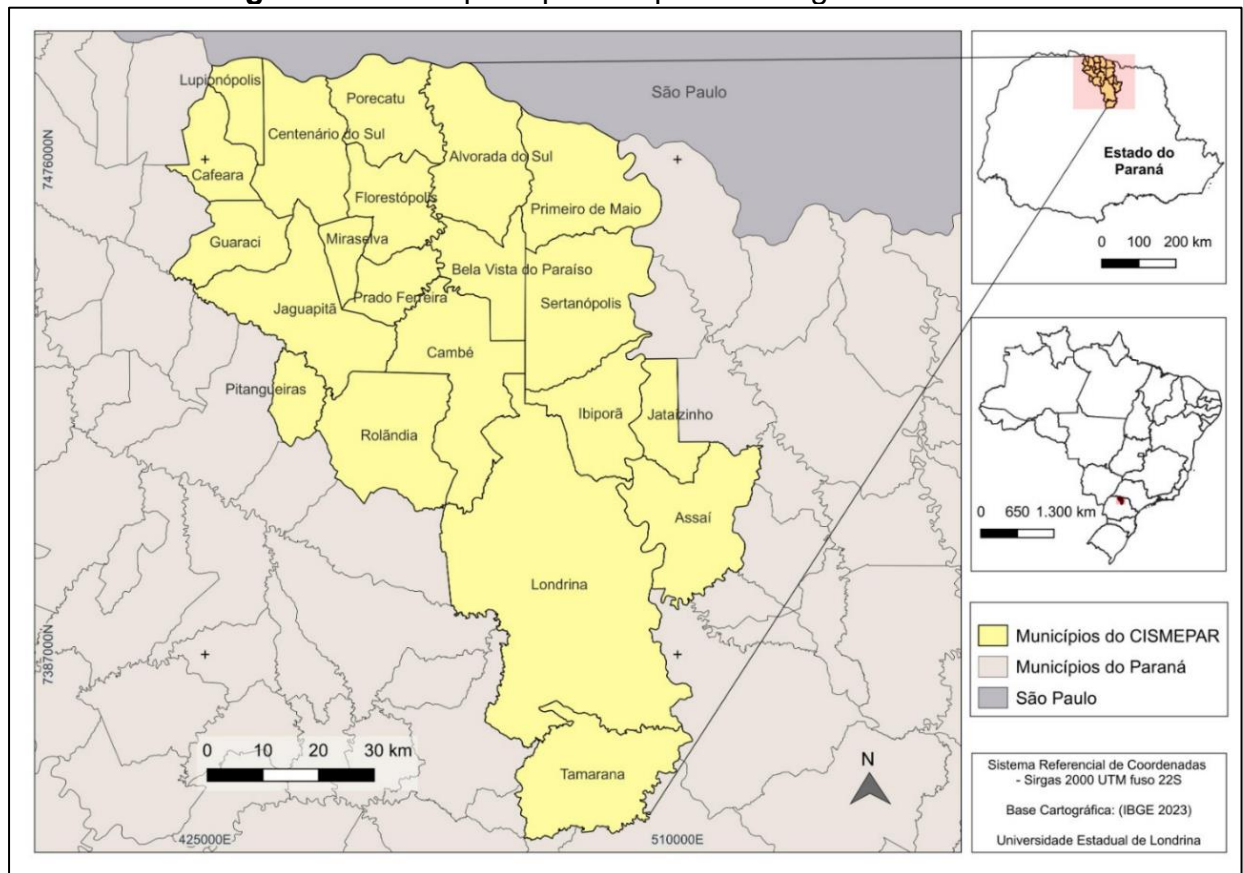 Lupionópolis
Porecatu
São Paulo
Centenário do Sul
Alvorada do Sul
Cafeara
Florestópolis
Primeiro de Maio
Guaraci
Miraselva
Bela Vista do Paraíso
Prado Ferreira
Sertanópolis
Jaguapitã
Cambé
Pitangueiras
Ibiporã
Jataizinho
Rolândia
Assaí
Londrina
Tamarana
7476000N
7387000N
425000E
510000E
0 10 20 30 km
N
Estado do
Paraná
0 100 200 km
0 650 1.300 km
Municípios do CISMEPAR
Municípios do Paraná
São Paulo
Sistema Referencial de Coordenadas
- Sirgas 2000 UTM fuso 22S
Base Cartográfica: (IBGE 2023)
Universidade Estadual de Londrina